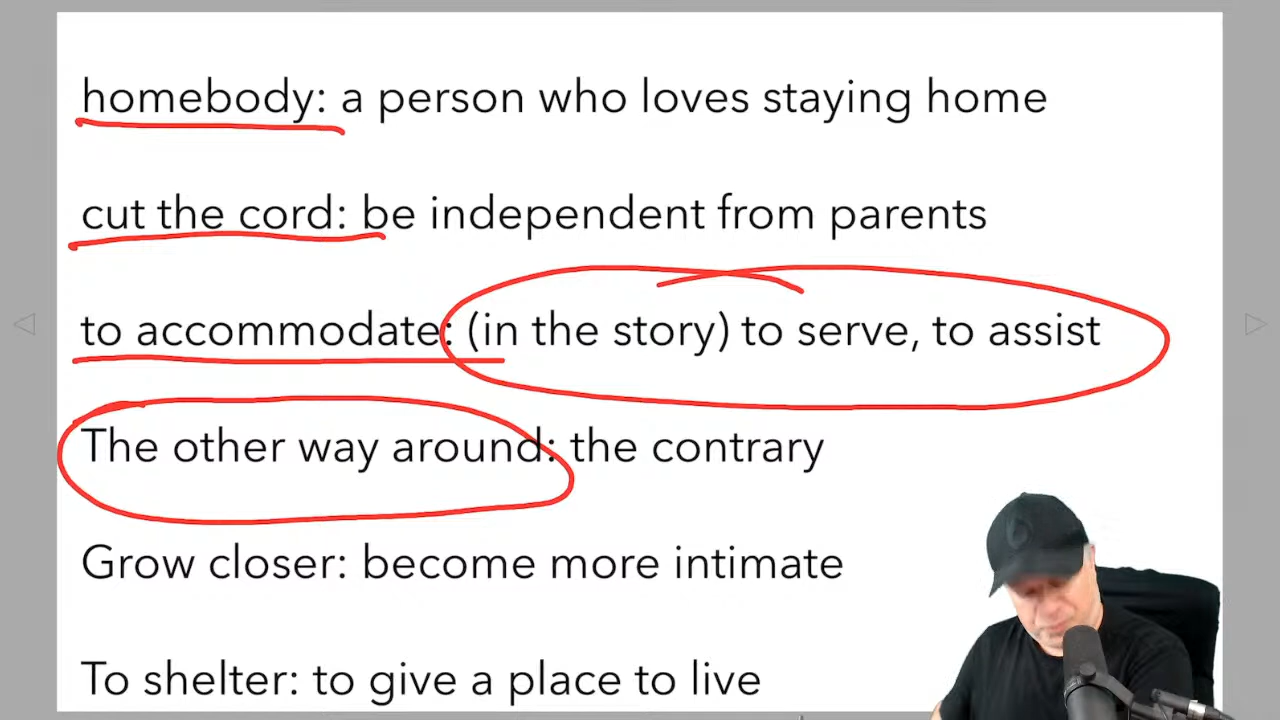 homebody: a person who loves staying home
cut the cord: be independent from parents
to accommodate: (in the story) to serve, to assist
The other way around: the contrary
Grow closer: become more intimate
To shelter: to give a place to live